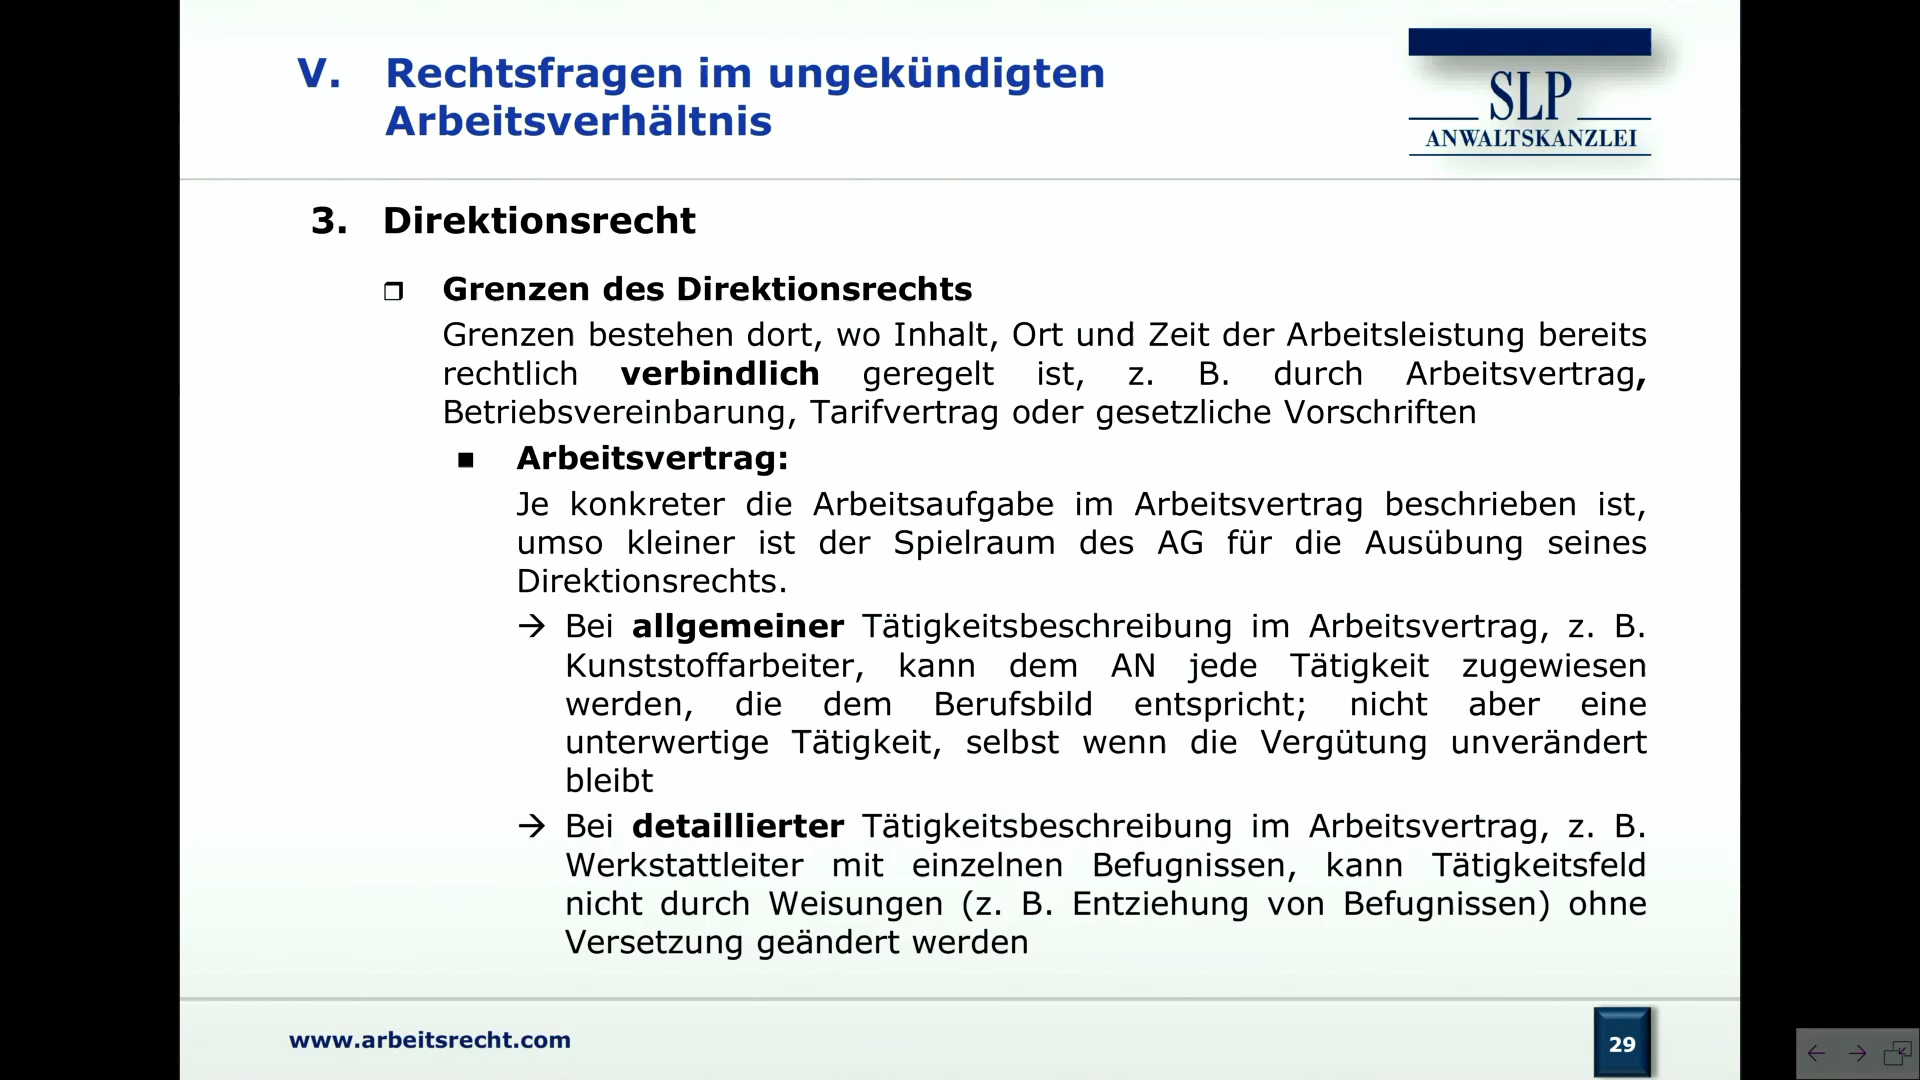 V. Rechtsfragen im ungekündigten
Arbeitsverhältnis
SLP
ANWALTSKANZLEI
3. Direktionsrecht
❒ Grenzen des Direktionsrechts
Grenzen bestehen dort, wo Inhalt, Ort und Zeit der Arbeitsleistung bereits
rechtlich verbindlich geregelt ist, z. B. durch Arbeitsvertrag,
Betriebsvereinbarung, Tarifvertrag oder gesetzliche Vorschriften
■ Arbeitsvertrag:
Je konkreter die Arbeitsaufgabe im Arbeitsvertrag beschrieben ist,
umso kleiner ist der Spielraum des AG für die Ausübung seines
Direktionsrechts.
→ Bei allgemeiner Tätigkeitsbeschreibung im Arbeitsvertrag, z. B.
Kunststoffarbeiter, kann dem AN jede Tätigkeit zugewiesen
werden, die dem Berufsbild entspricht; nicht aber eine
unterwertige Tätigkeit, selbst wenn die Vergütung unverändert
bleibt
→ Bei detaillierter Tätigkeitsbeschreibung im Arbeitsvertrag, z. B.
Werkstattleiter mit einzelnen Befugnissen, kann Tätigkeitsfeld
nicht durch Weisungen (z. B. Entziehung von Befugnissen) ohne
Versetzung geändert werden
www.arbeitsrecht.com
29